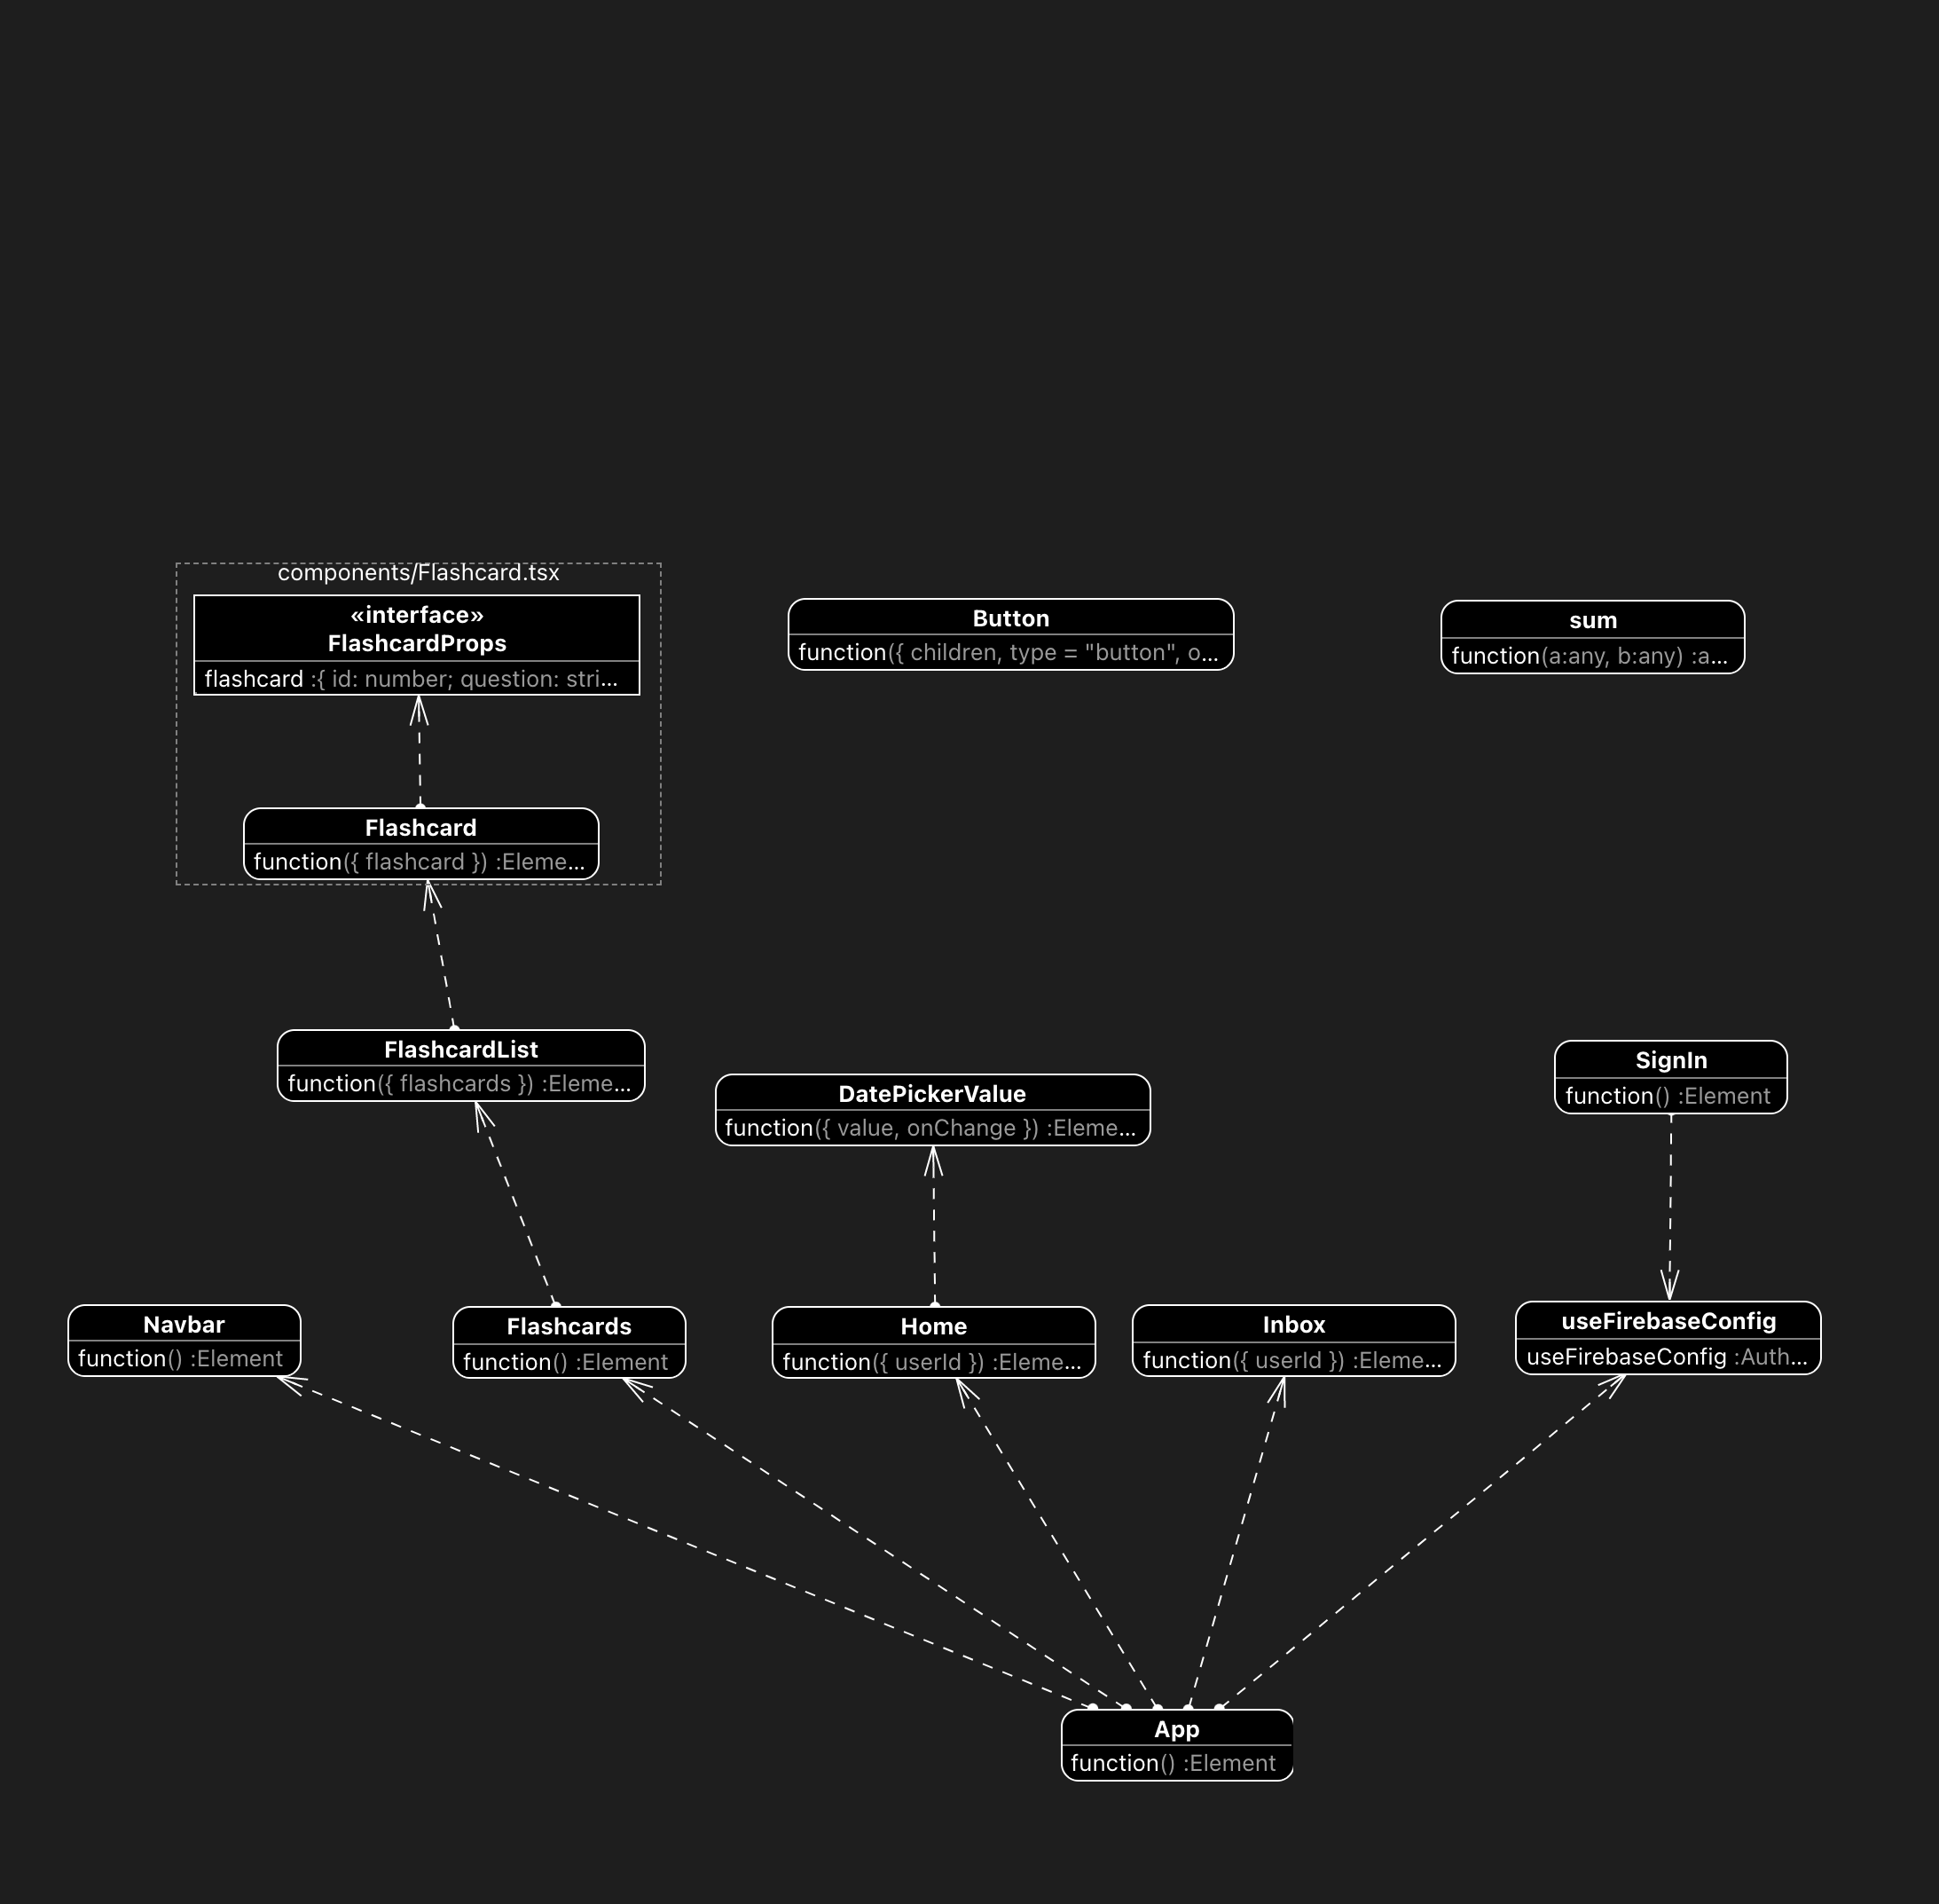 components/Flashcard.tsx
«interface»
FlashcardProps
flashcard :{ id: number; question: stri...
Button
function({ children, type = "button", o...
sum
function(a:any, b:any) :a...
Flashcard
function({ flashcard }) :Eleme...
FlashcardList
function({ flashcards }) :Eleme...
DatePickerValue
function({ value, onChange }) :Eleme...
SignIn
function() :Element
Navbar
function() :Element
Flashcards
function() :Element
Home
function({ userId }) :Eleme...
Inbox
function({ userId }) :Eleme...
useFirebaseConfig
useFirebaseConfig :Auth...
App
function() :Element